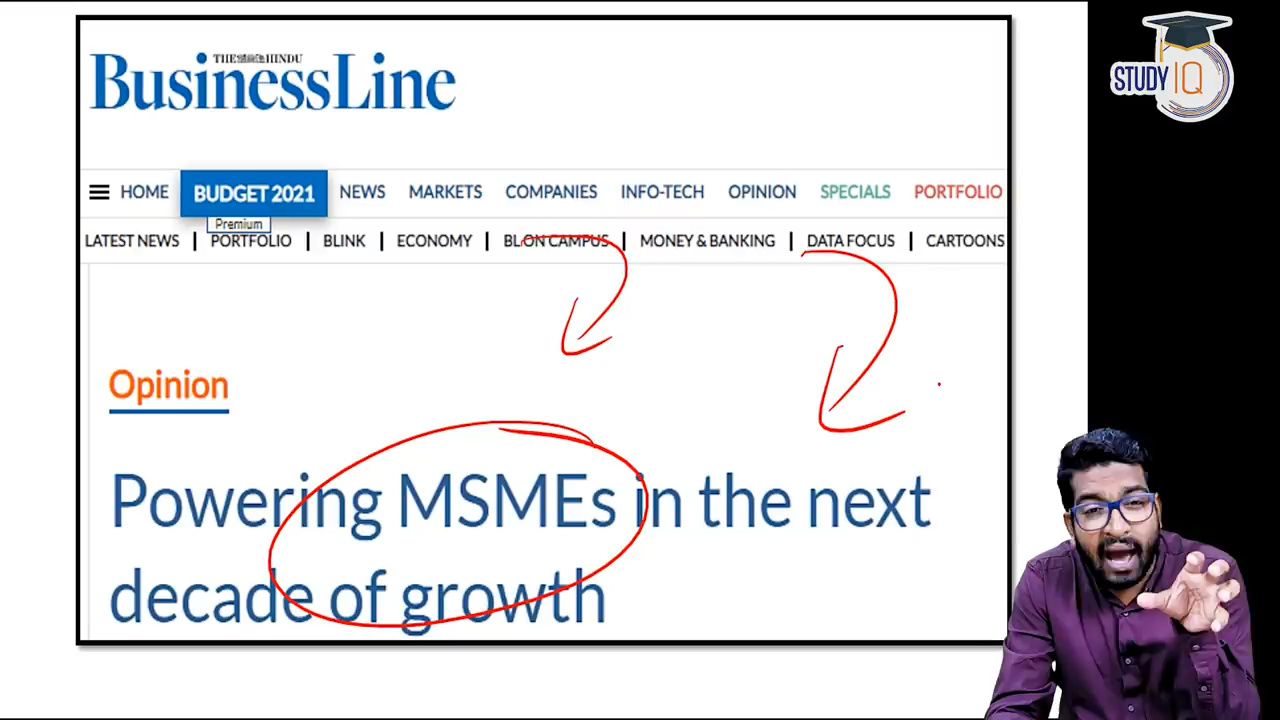 THE HINDU
BusinessLine
STUDY IQ
HOME BUDGET 2021 NEWS MARKETS COMPANIES INFO-TECH OPINION SPECIALS PORTFOLIO
Premium
LATEST NEWS | PORTFOLIO | BLINK | ECONOMY | BL ON CAMPUS | MONEY & BANKING | DATA FOCUS | CARTOONS
Opinion
Powering MSMEs in the next
decade of growth